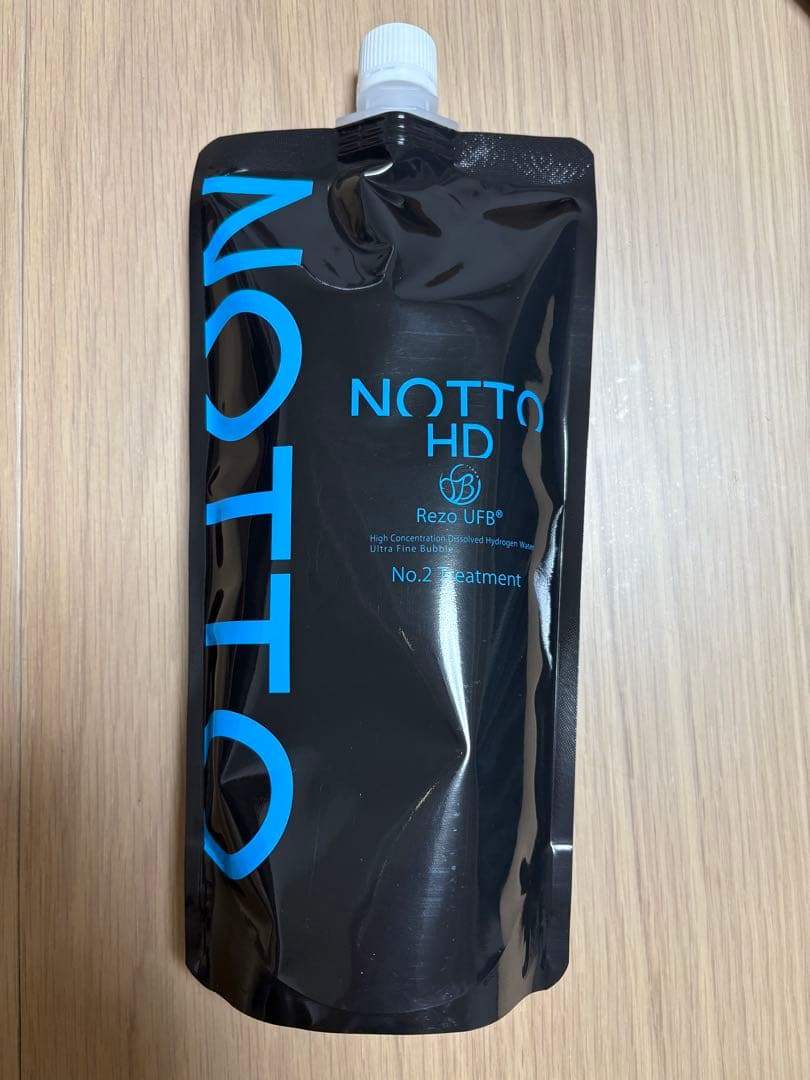 NOTTO
NOTTO
HD
Rezo UFB®
High Concentration Dissolved Hydrogen Water
Ultra Fine Bubble
No.2 Treatment